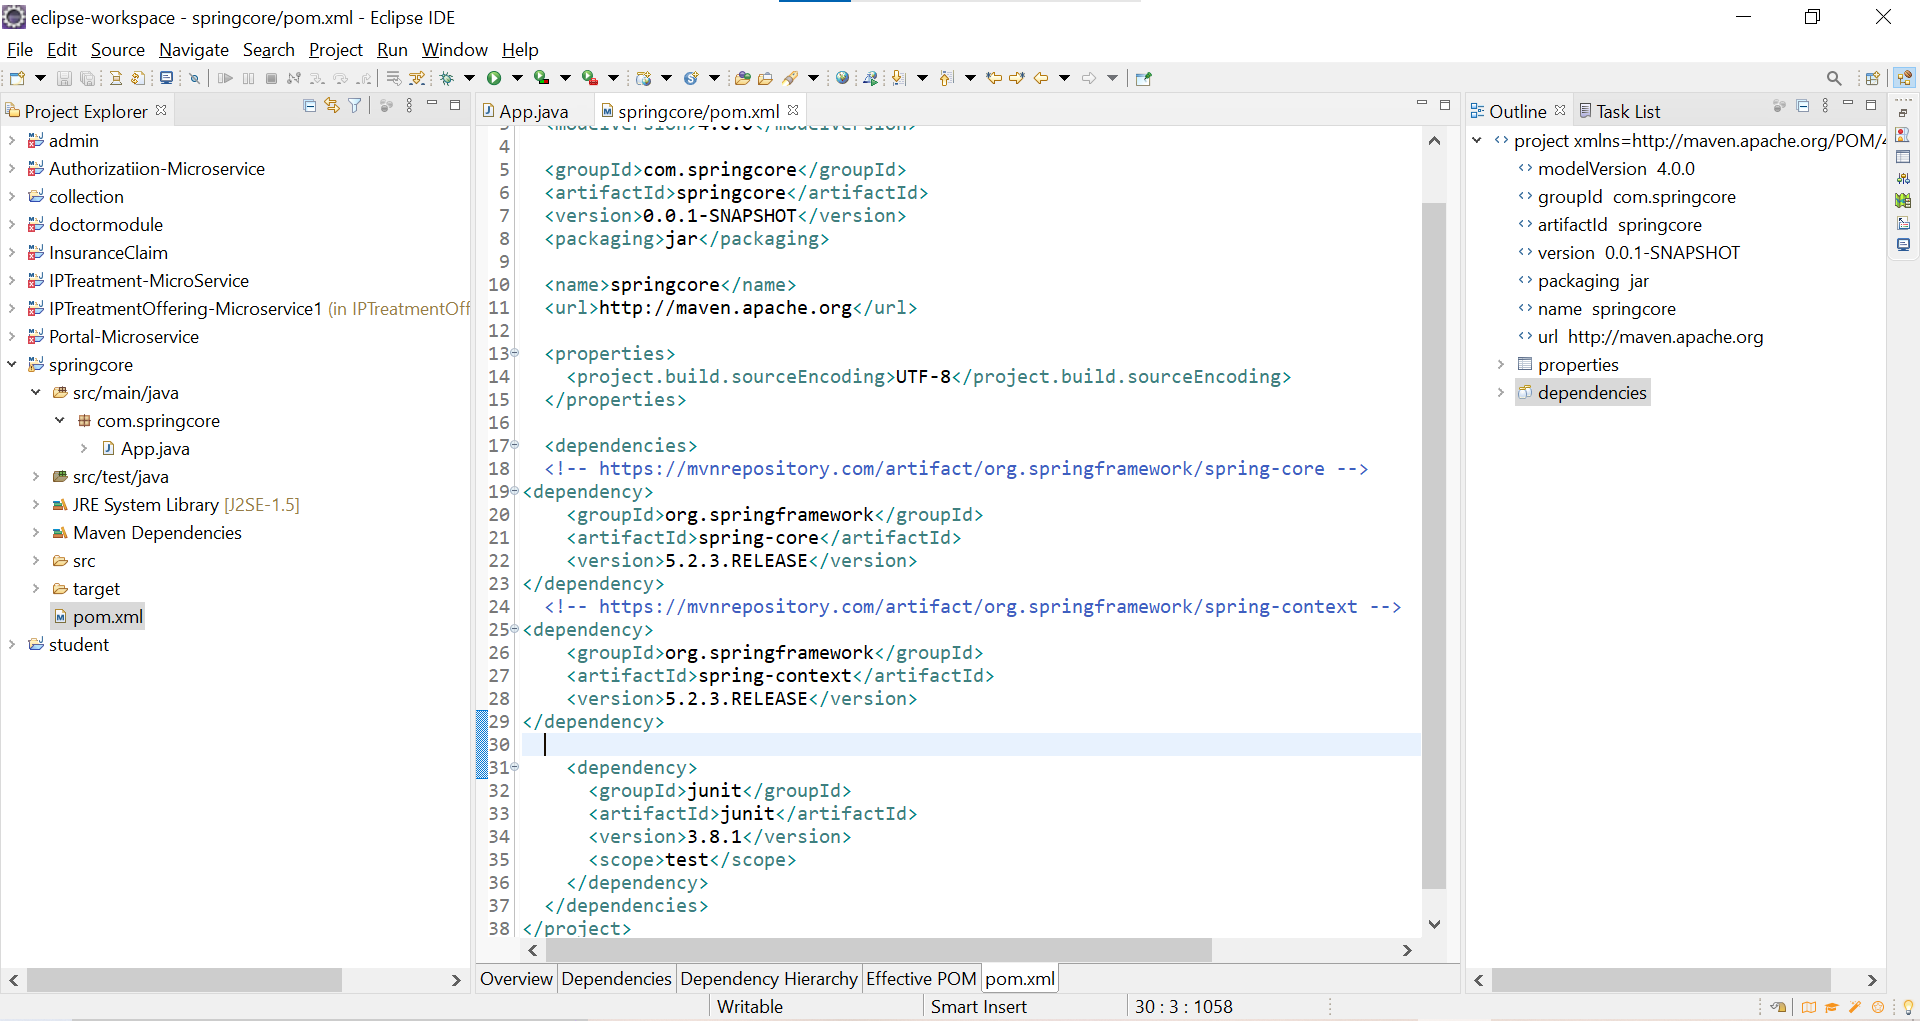 eclipse-workspace - springcore/pom.xml - Eclipse IDE
File Edit Source Navigate Search Project Run Window Help
Project Explorer
admin
Authorizatiion-Microservice
collection
doctormodule
InsuranceClaim
IPTreatment-MicroService
IPTreatmentOffering-Microservice1 (in IPTreatmentOff
Portal-Microservice
springcore
src/main/java
com.springcore
App.java
src/test/java
JRE System Library [J2SE-1.5]
Maven Dependencies
src
target
pom.xml
student
App.java springcore/pom.xml
3 <modelVersion>4.0.0</modelVersion>
4
5 <groupId>com.springcore</groupId>
6 <artifactId>springcore</artifactId>
7 <version>0.0.1-SNAPSHOT</version>
8 <packaging>jar</packaging>
9
10 <name>springcore</name>
11 <url>http://maven.apache.org</url>
12
13 <properties>
14 <project.build.sourceEncoding>UTF-8</project.build.sourceEncoding>
15 </properties>
16
17 <dependencies>
18 <!-- https://mvnrepository.com/artifact/org.springframework/spring-core -->
19 <dependency>
20 <groupId>org.springframework</groupId>
21 <artifactId>spring-core</artifactId>
22 <version>5.2.3.RELEASE</version>
23 </dependency>
24 <!-- https://mvnrepository.com/artifact/org.springframework/spring-context -->
25 <dependency>
26 <groupId>org.springframework</groupId>
27 <artifactId>spring-context</artifactId>
28 <version>5.2.3.RELEASE</version>
29 </dependency>
30
31 <dependency>
32 <groupId>junit</groupId>
33 <artifactId>junit</artifactId>
34 <version>3.8.1</version>
35 <scope>test</scope>
36 </dependency>
37 </dependencies>
38 </project>
Overview Dependencies Dependency Hierarchy Effective POM pom.xml
Outline Task List
project xmlns=http://maven.apache.org/POM/4
modelVersion 4.0.0
groupId com.springcore
artifactId springcore
version 0.0.1-SNAPSHOT
packaging jar
name springcore
url http://maven.apache.org
properties
dependencies
Writable Smart Insert 30 : 3 : 1058